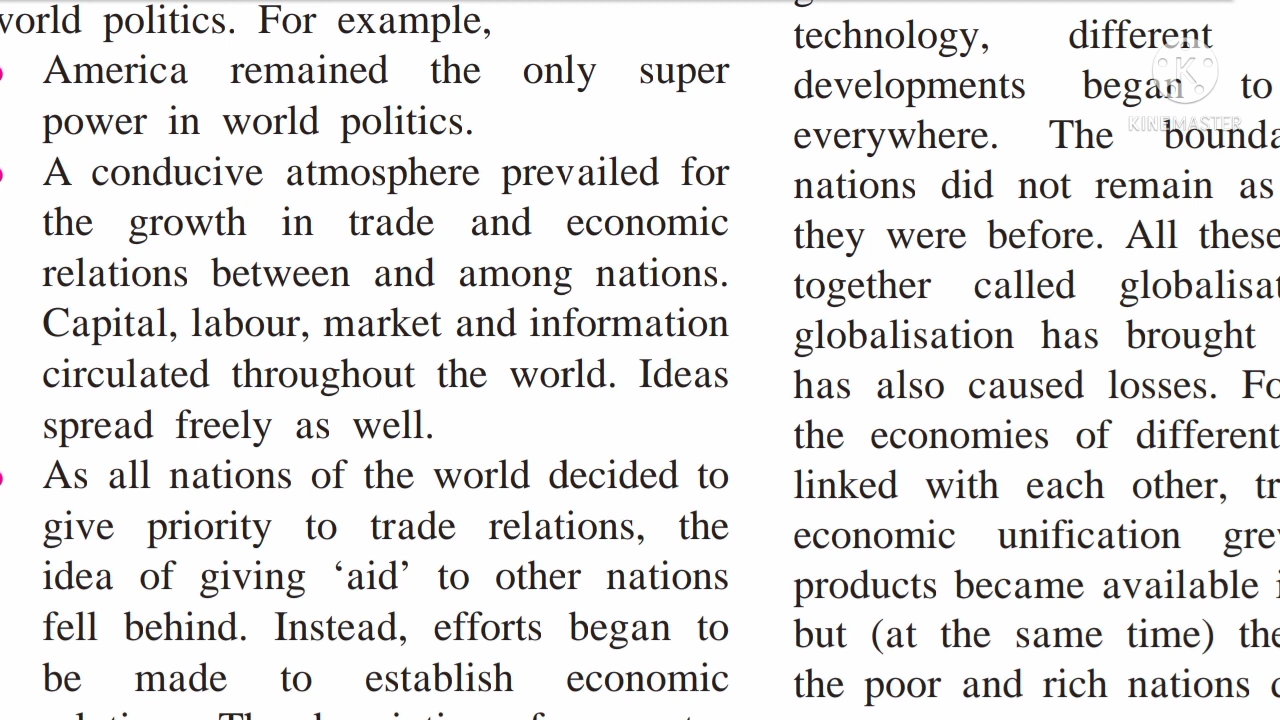 world politics. For example,
America remained the only super
power in world politics.
A conducive atmosphere prevailed for
the growth in trade and economic
relations between and among nations.
Capital, labour, market and information
circulated throughout the world. Ideas
spread freely as well.
As all nations of the world decided to
give priority to trade relations, the
idea of giving ‘aid’ to other nations
fell behind. Instead, efforts began to
be made to establish economic
technology, different
developments began to
everywhere. The
nations did not remain as
they were before. All these
together called
globalisation has brought
has also caused losses.
the economies of different
linked with each other,
economic unification
products became available
but (at the same time)
the poor and rich nations
KINEMASTER